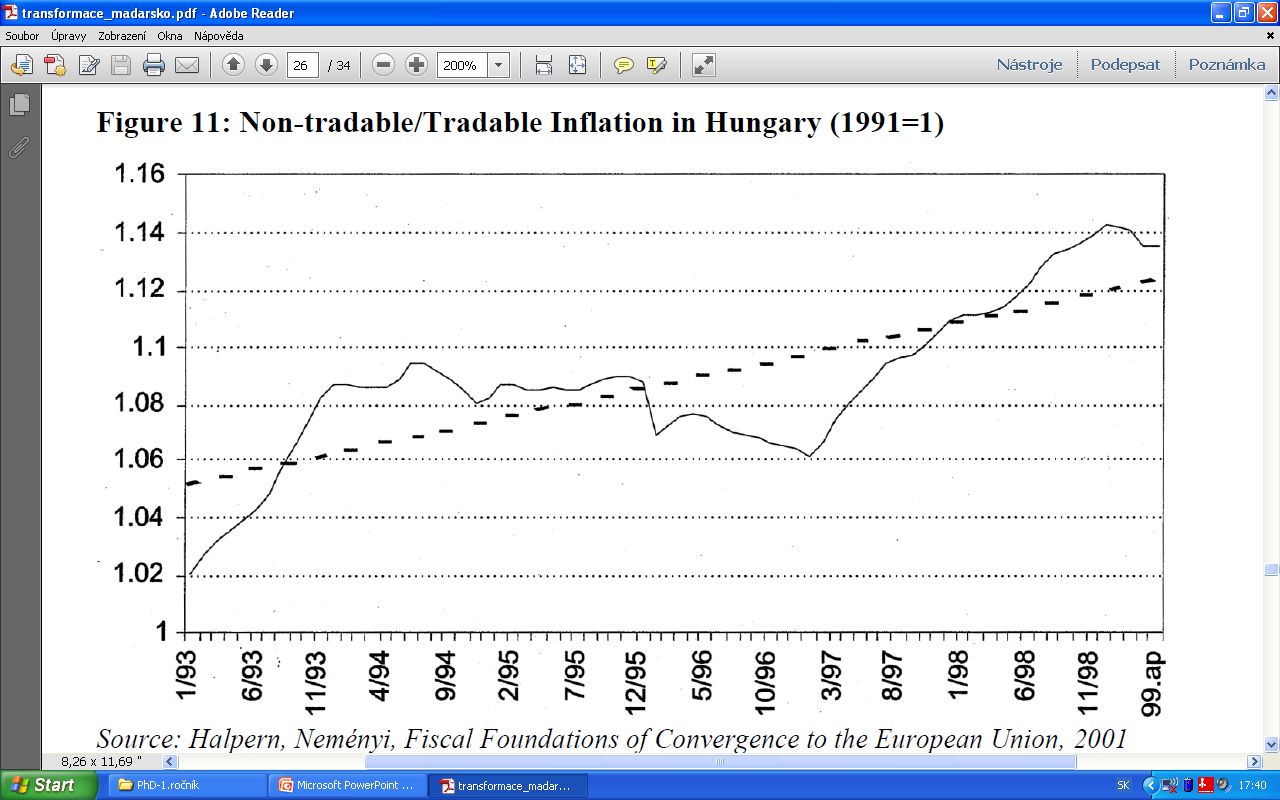 transformace_madarsko.pdf - Adobe Reader
Soubor Úpravy Zobrazení Okna Nápověda
26 / 34 200% Nástroje Podepsat Poznámka
Figure 11: Non-tradable/Tradable Inflation in Hungary (1991=1)
1.16
1.14
1.12
1.1
1.08
1.06
1.04
1.02
1
1/93 6/93 11/93 4/94 9/94 2/95 7/95 12/95 5/96 10/96 3/97 8/97 1/98 6/98 11/98 99.ap
Source: Halpern, Neményi, Fiscal Foundations of Convergence to the European Union, 2001
8,26 x 11,69 "
Start PhD-1.ročník Microsoft PowerPoint ... transformace_madar... SK 17:40